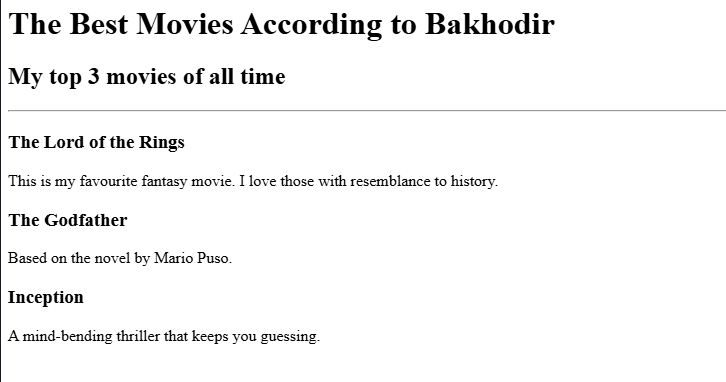 The Best Movies According to Bakhodir
My top 3 movies of all time
The Lord of the Rings
This is my favourite fantasy movie. I love those with resemblance to history.
The Godfather
Based on the novel by Mario Puso.
Inception
A mind-bending thriller that keeps you guessing.